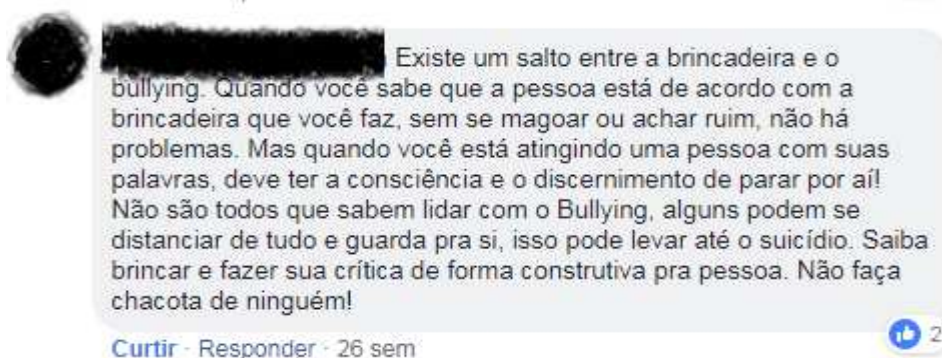 Existe um salto entre a brincadeira e o
bullying. Quando você sabe que a pessoa está de acordo com a
brincadeira que você faz, sem se magoar ou achar ruim, não há
problemas. Mas quando você está atingindo uma pessoa com suas
palavras, deve ter a consciência e o discernimento de parar por aí!
Não são todos que sabem lidar com o Bullying, alguns podem se
distanciar de tudo e guarda pra si, isso pode levar até o suicídio. Saiba
brincar e fazer sua crítica de forma construtiva pra pessoa. Não faça
chacota de ninguém!
2
Curtir · Responder · 26 sem